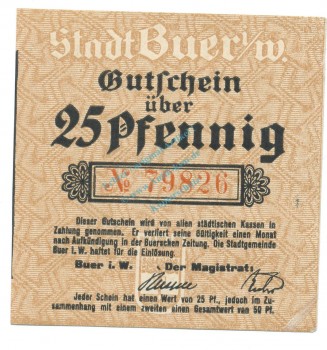 Stadt Buer i/w.
Gutschein
über
25 Pfennig
№ 79826
Dieser Gutschein wird von allen städtischen Kassen in
Zahlung genommen. Er verliert seine Gültigkeit einen Monat
nach Aufkündigung in der Buerschen Zeitung. Die Stadtgemeinde
Buer i. W. haftet für die Einlösung.
Buer i. W. Der Magistrat:
Jeder Schein hat einen Wert von 25 Pf., jedoch im Zu-
sammenhang mit einem zweiten einen Gesamtwert von 50 Pf.